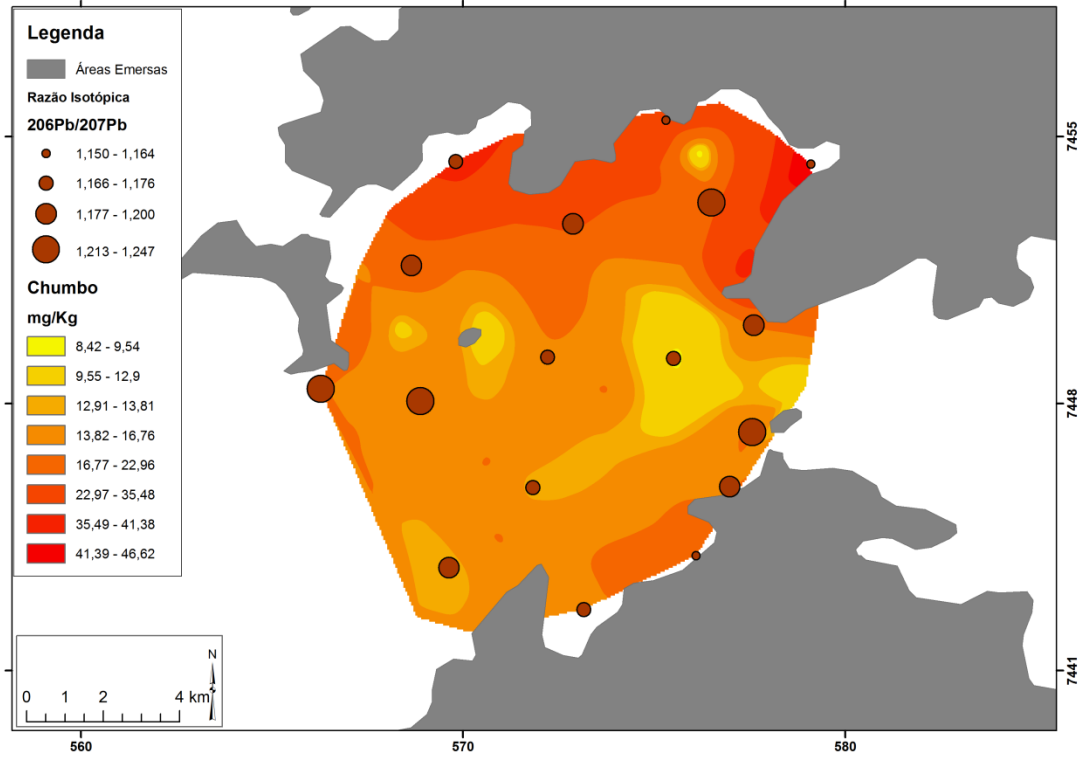 Legenda
Áreas Emersas
Razão Isotópica
206Pb/207Pb
1,150 - 1,164
1,166 - 1,176
1,177 - 1,200
1,213 - 1,247
Chumbo
mg/Kg
8,42 - 9,54
9,55 - 12,9
12,91 - 13,81
13,82 - 16,76
16,77 - 22,96
22,97 - 35,48
35,49 - 41,38
41,39 - 46,62
N
0 1 2 4 km
560 570 580
7455
7448
7441